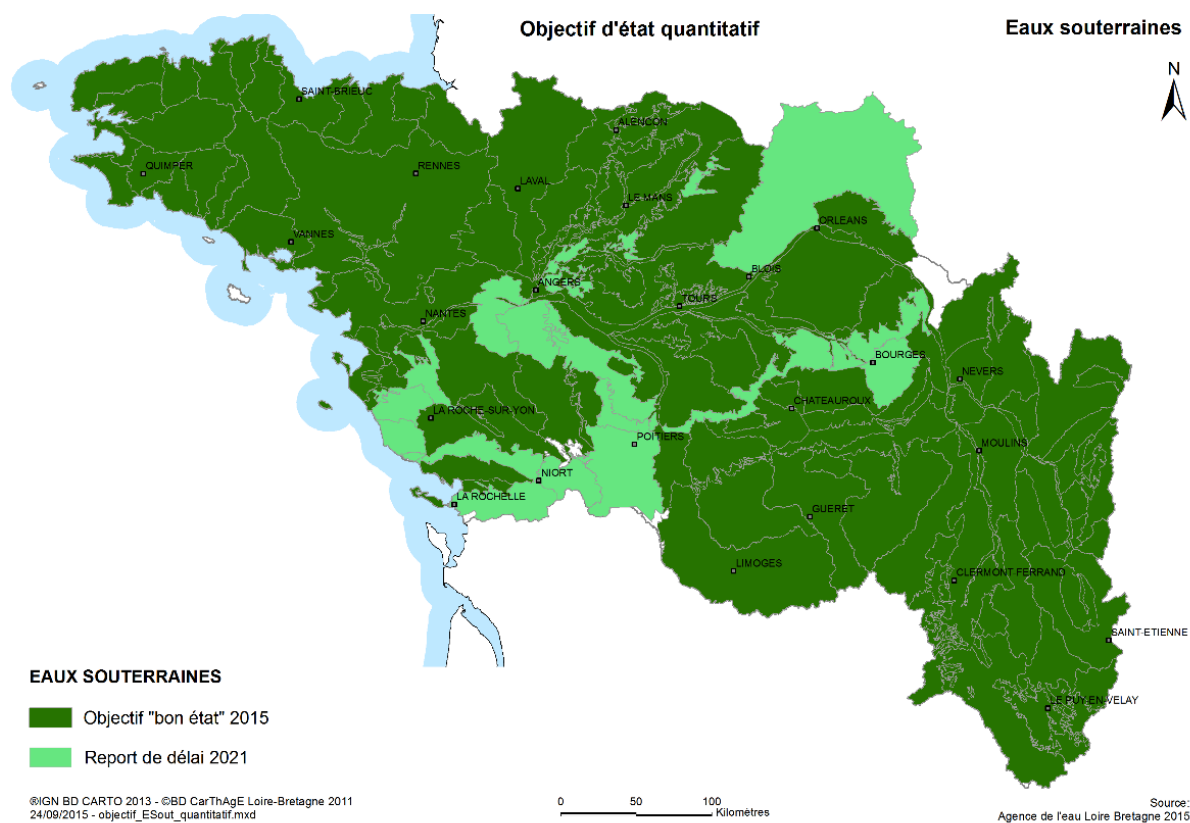 Objectif d'état quantitatif
Eaux souterraines
N
SAINT-BRIEUC
ALENCON
QUIMPER
RENNES
LAVAL
LE MANS
ORLEANS
VANNES
BLOIS
ANGERS
TOURS
NANTES
BOURGES
NEVERS
CHATEAUROUX
LA ROCHE-SUR-YON
POITIERS
MOULINS
NIORT
LA ROCHELLE
GUERET
LIMOGES
CLERMONT-FERRAND
SAINT-ETIENNE
LE PUY-EN-VELAY
EAUX SOUTERRAINES
Objectif "bon état" 2015
Report de délai 2021
®IGN BD CARTO 2013 - ©BD CarThAgE Loire-Bretagne 2011
24/09/2015 - objectif_ESout_quantitatif.mxd
0 50 100
Kilomètres
Source:
Agence de l'eau Loire Bretagne 2015